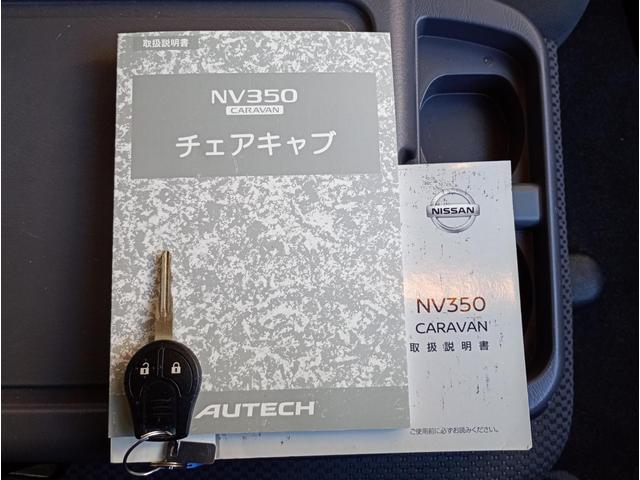 取扱説明書
NV350
CARAVAN
チェアキャブ
AUTECH
NISSAN
NV350
CARAVAN
取扱説明書
ご使用前に必ずお読みください。